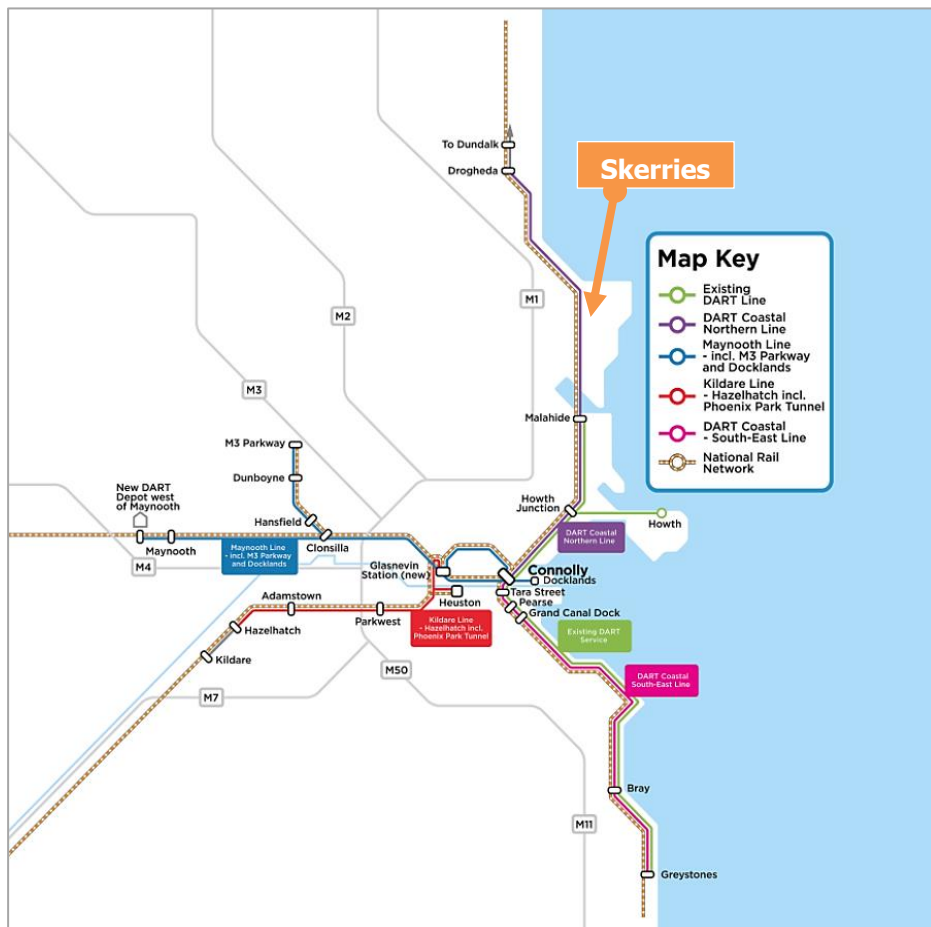 To Dundalk
Drogheda
Skerries
Map Key
Existing
DART Line
DART Coastal
Northern Line
Maynooth Line
- incl. M3 Parkway
and Docklands
Kildare Line
- Hazelhatch incl.
Phoenix Park Tunnel
DART Coastal
- South-East Line
National Rail
Network
M1
M2
M3
Malahide
M3 Parkway
Dunboyne
New DART
Depot west
of Maynooth
Hansfield
Howth
Junction
Howth
DART Coastal
Northern Line
Maynooth
Clonsilla
Maynooth Line
- incl. M3 Parkway
and Docklands
M4
Glasnevin
Station (new)
Connolly
Docklands
Tara Street
Pearse
Grand Canal Dock
Heuston
Adamstown
Parkwest
Kildare Line
- Hazelhatch incl.
Phoenix Park Tunnel
Existing DART
Service
Hazelhatch
Kildare
M50
M7
DART Coastal
South-East Line
Bray
M11
Greystones